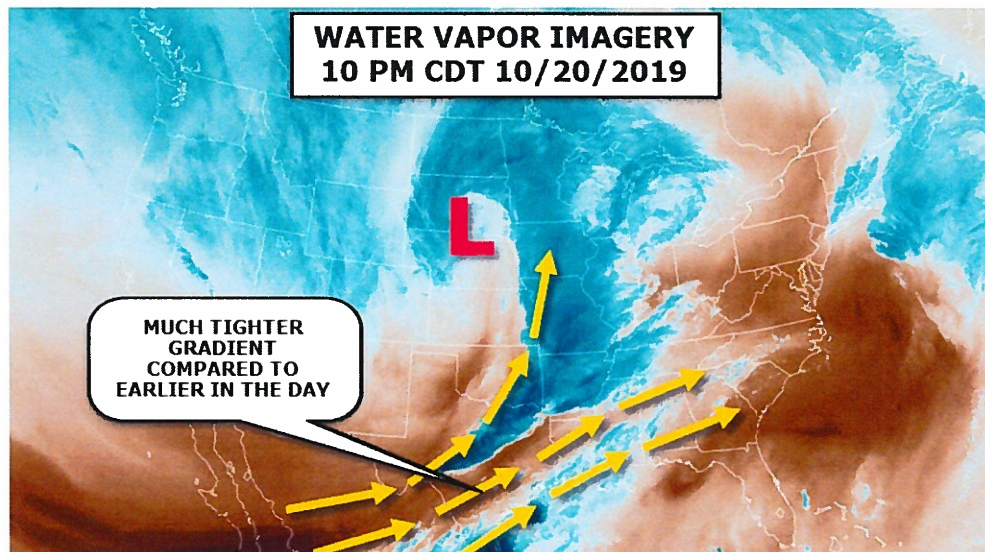 WATER VAPOR IMAGERY
10 PM CDT 10/20/2019
L
MUCH TIGHTER
GRADIENT
COMPARED TO
EARLIER IN THE DAY